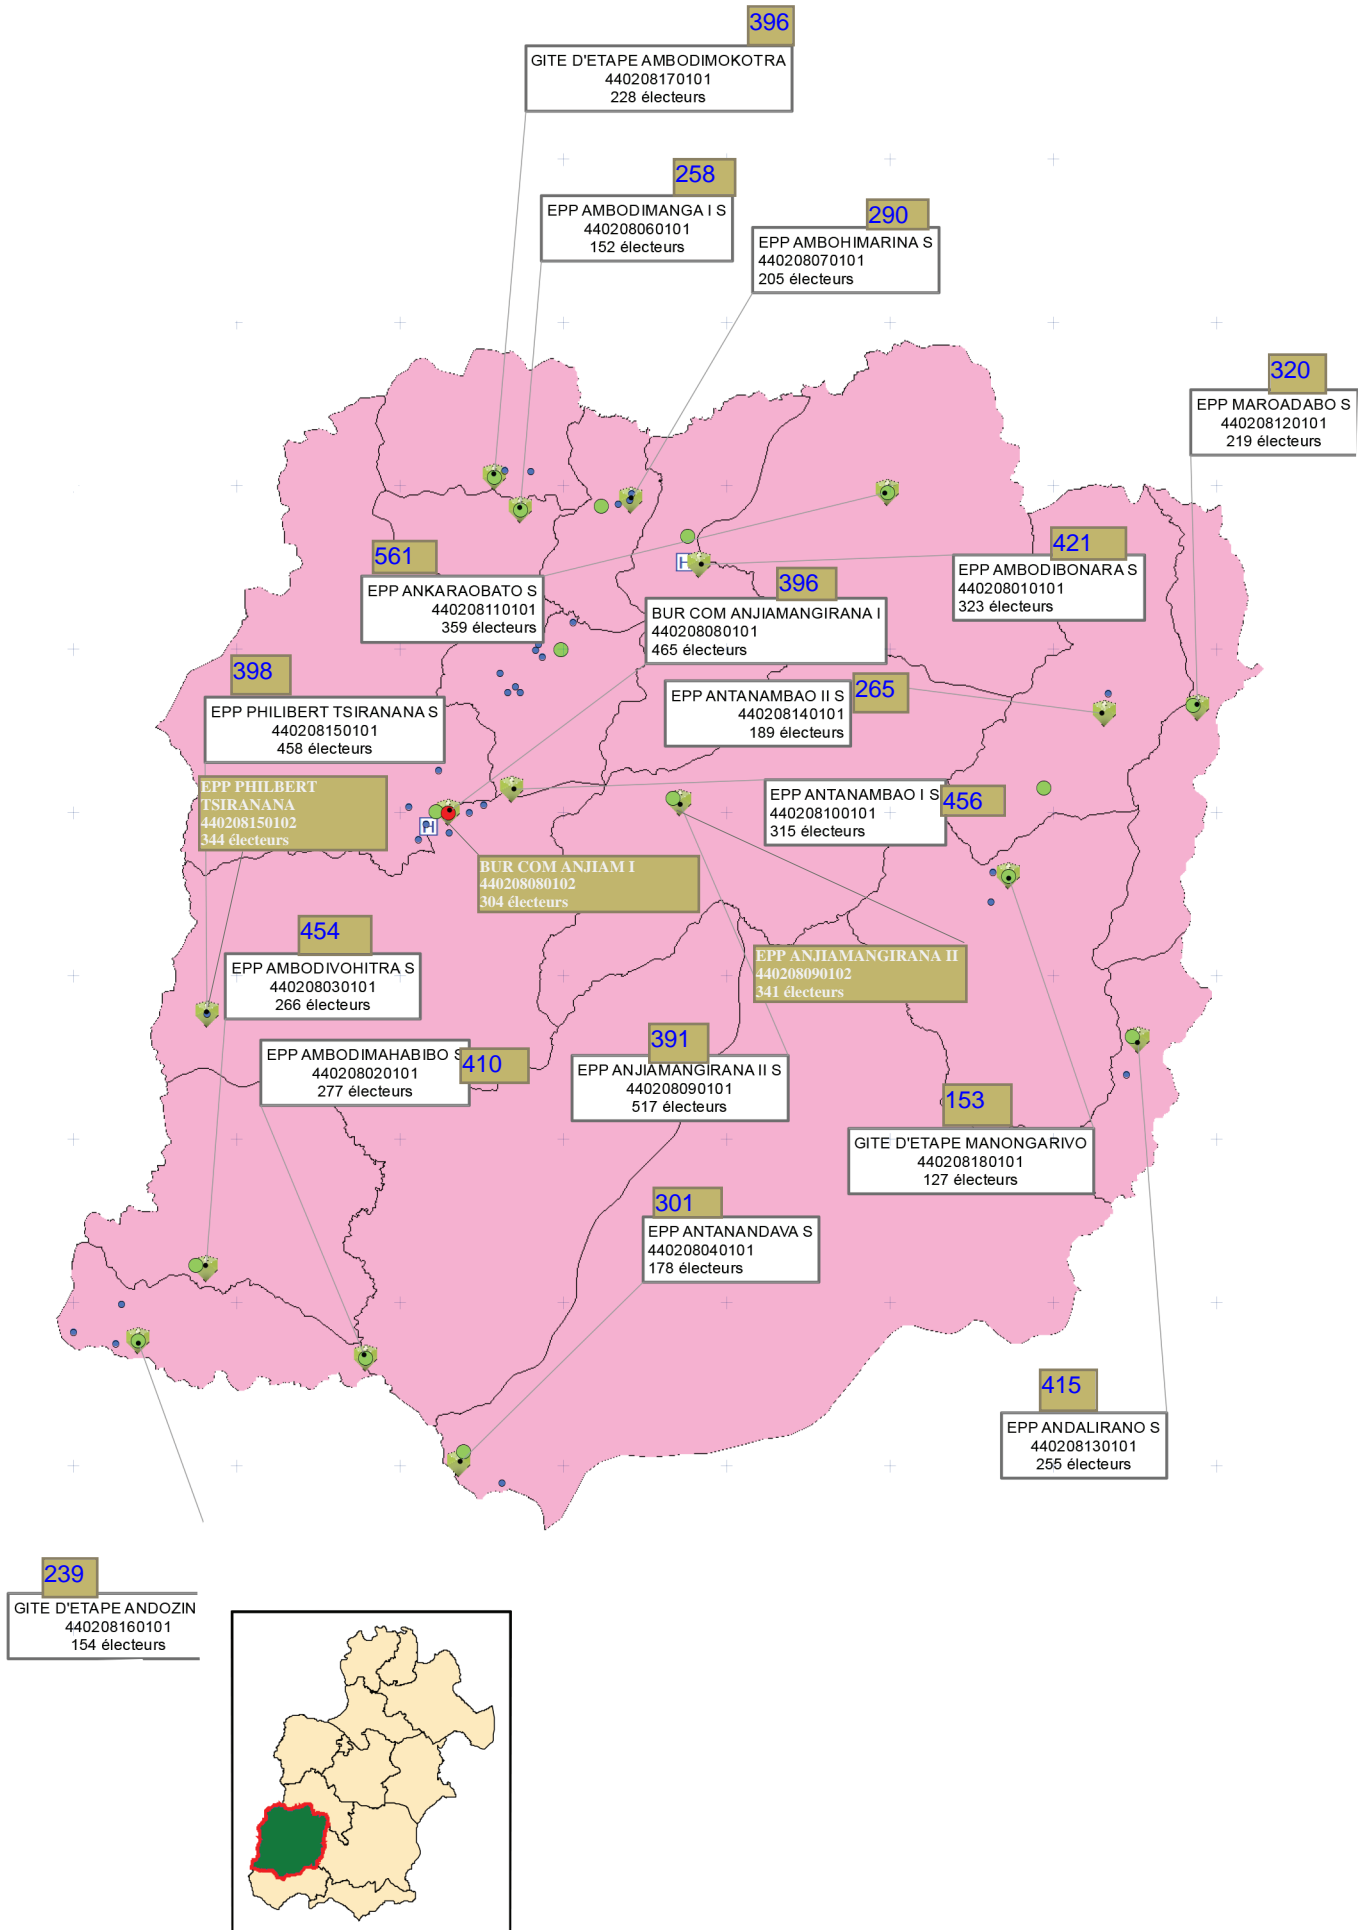 396
GITE D'ETAPE AMBODIMOKOTRA
440208170101
228 électeurs
258
EPP AMBODIMANGA I S
440208060101
152 électeurs
290
EPP AMBOHIMARINA S
440208070101
205 électeurs
320
EPP MAROADABO S
440208120101
219 électeurs
561
EPP ANKARAOBATO S
440208110101
359 électeurs
421
EPP AMBODIBONARA S
440208010101
323 électeurs
H
396
BUR COM ANJIAMANGIRANA I
440208080101
465 électeurs
398
EPP PHILIBERT TSIRANANA S
440208150101
458 électeurs
265
EPP ANTANAMBAO II S
440208140101
189 électeurs
EPP PHILBERT
TSIRANANA
440208150102
344 électeurs
456
EPP ANTANAMBAO I S
440208100101
315 électeurs
H
BUR COM ANJIAM I
440208080102
304 électeurs
454
EPP AMBODIVOHITRA S
440208030101
266 électeurs
EPP ANJIAMANGIRANA II
440208090102
341 électeurs
410
EPP AMBODIMAHABIBO S
440208020101
277 électeurs
391
EPP ANJIAMANGIRANA II S
440208090101
517 électeurs
153
GITE D'ETAPE MANONGARIVO
440208180101
127 électeurs
301
EPP ANTANANDAVA S
440208040101
178 électeurs
415
EPP ANDALIRANO S
440208130101
255 électeurs
239
GITE D'ETAPE ANDOZIN
440208160101
154 électeurs